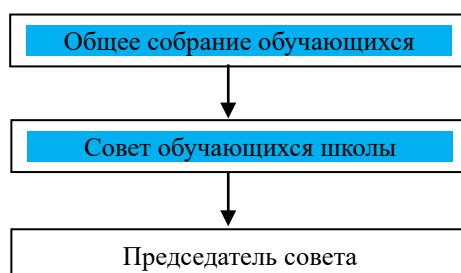 Общее собрание обучающихся
Совет обучающихся школы
Председатель совета